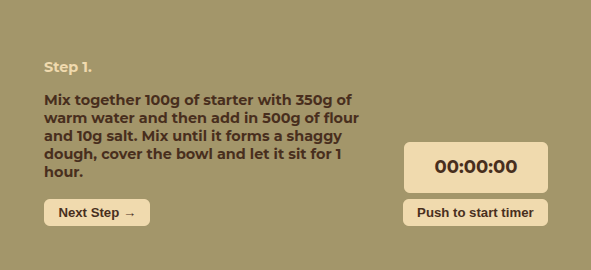 Step 1.
Mix together 100g of starter with 350g of
warm water and then add in 500g of flour
and 10g salt. Mix until it forms a shaggy
dough, cover the bowl and let it sit for 1
hour.
00:00:00
Next Step →
Push to start timer